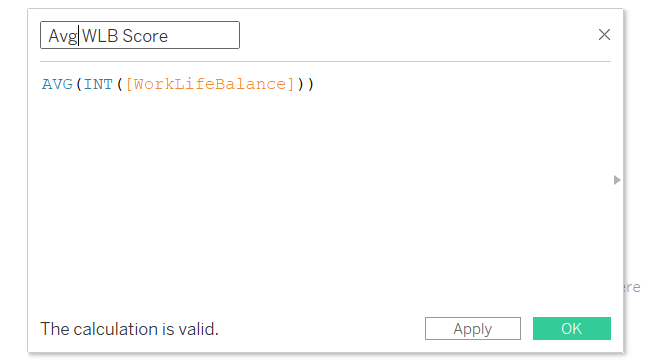 Avg WLB Score
AVG(INT([WorkLifeBalance]))
The calculation is valid.
Apply
OK